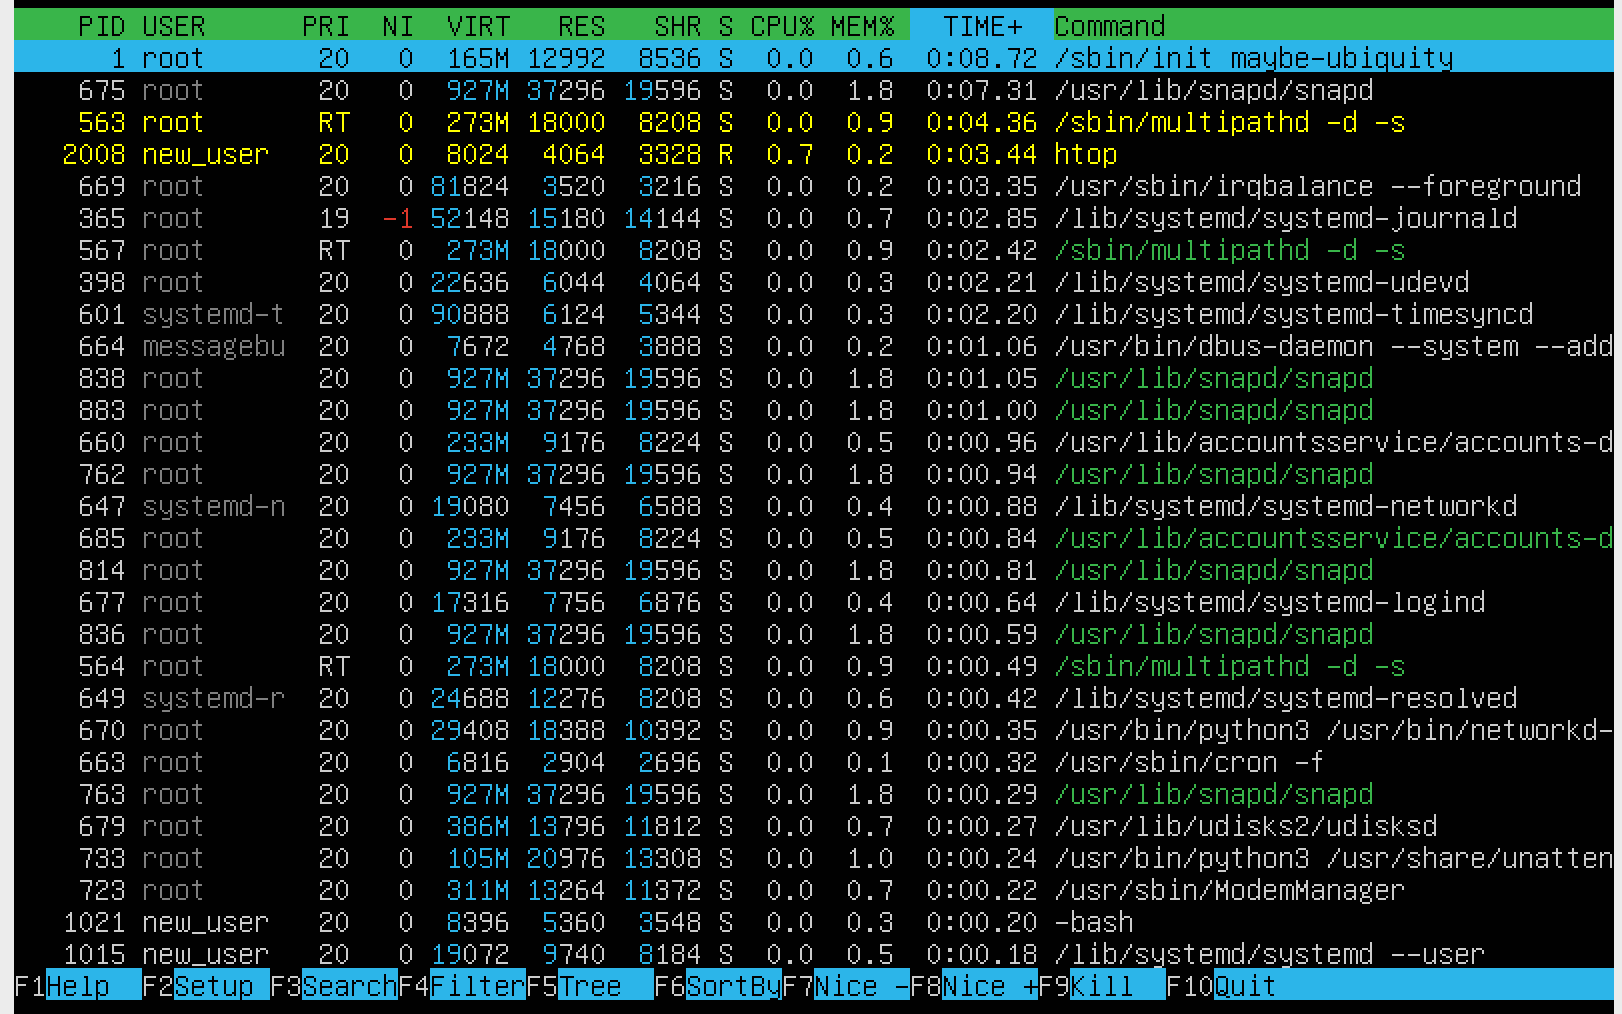 PID USER PRI NI VIRT RES SHR S CPU% MEM% TIME+ Command
1 root 20 0 165M 12992 8536 S 0.0 0.6 0:08.72 /sbin/init maybe-ubiquity
675 root 20 0 927M 37296 19596 S 0.0 1.8 0:07.31 /usr/lib/snapd/snapd
563 root RT 0 273M 18000 8208 S 0.0 0.9 0:04.36 /sbin/multipathd -d -s
2008 new_user 20 0 8024 4064 3328 R 0.7 0.2 0:03.44 htop
669 root 20 0 81824 3520 3216 S 0.0 0.2 0:03.35 /usr/sbin/irqbalance --foreground
365 root 19 -1 52148 15180 14144 S 0.0 0.7 0:02.85 /lib/systemd/systemd-journald
567 root RT 0 273M 18000 8208 S 0.0 0.9 0:02.42 /sbin/multipathd -d -s
398 root 20 0 22636 6044 4064 S 0.0 0.3 0:02.21 /lib/systemd/systemd-udevd
601 systemd-t 20 0 90888 6124 5344 S 0.0 0.3 0:02.20 /lib/systemd/systemd-timesyncd
664 messagebu 20 0 7672 4768 3888 S 0.0 0.2 0:01.06 /usr/bin/dbus-daemon --system --add
838 root 20 0 927M 37296 19596 S 0.0 1.8 0:01.05 /usr/lib/snapd/snapd
883 root 20 0 927M 37296 19596 S 0.0 1.8 0:01.00 /usr/lib/snapd/snapd
660 root 20 0 233M 9176 8224 S 0.0 0.5 0:00.96 /usr/lib/accountsservice/accounts-d
762 root 20 0 927M 37296 19596 S 0.0 1.8 0:00.94 /usr/lib/snapd/snapd
647 systemd-n 20 0 19080 7456 6588 S 0.0 0.4 0:00.88 /lib/systemd/systemd-networkd
685 root 20 0 233M 9176 8224 S 0.0 0.5 0:00.84 /usr/lib/accountsservice/accounts-d
814 root 20 0 927M 37296 19596 S 0.0 1.8 0:00.81 /usr/lib/snapd/snapd
677 root 20 0 17316 7756 6876 S 0.0 0.4 0:00.64 /lib/systemd/systemd-logind
836 root 20 0 927M 37296 19596 S 0.0 1.8 0:00.59 /usr/lib/snapd/snapd
564 root RT 0 273M 18000 8208 S 0.0 0.9 0:00.49 /sbin/multipathd -d -s
649 systemd-r 20 0 24688 12276 8208 S 0.0 0.6 0:00.42 /lib/systemd/systemd-resolved
670 root 20 0 29408 18388 10392 S 0.0 0.9 0:00.35 /usr/bin/python3 /usr/bin/networkd-
663 root 20 0 6816 2904 2696 S 0.0 0.1 0:00.32 /usr/sbin/cron -f
763 root 20 0 927M 37296 19596 S 0.0 1.8 0:00.29 /usr/lib/snapd/snapd
679 root 20 0 386M 13796 11812 S 0.0 0.7 0:00.27 /usr/lib/udisks2/udisksd
733 root 20 0 105M 20976 13308 S 0.0 1.0 0:00.24 /usr/bin/python3 /usr/share/unatten
723 root 20 0 311M 13264 11372 S 0.0 0.7 0:00.22 /usr/sbin/ModemManager
1021 new_user 20 0 8396 5360 3548 S 0.0 0.3 0:00.20 -bash
1015 new_user 20 0 19072 9740 8184 S 0.0 0.5 0:00.18 /lib/systemd/systemd --user
F1Help F2Setup F3SearchF4FilterF5Tree F6SortByF7Nice -F8Nice +F9Kill F10Quit